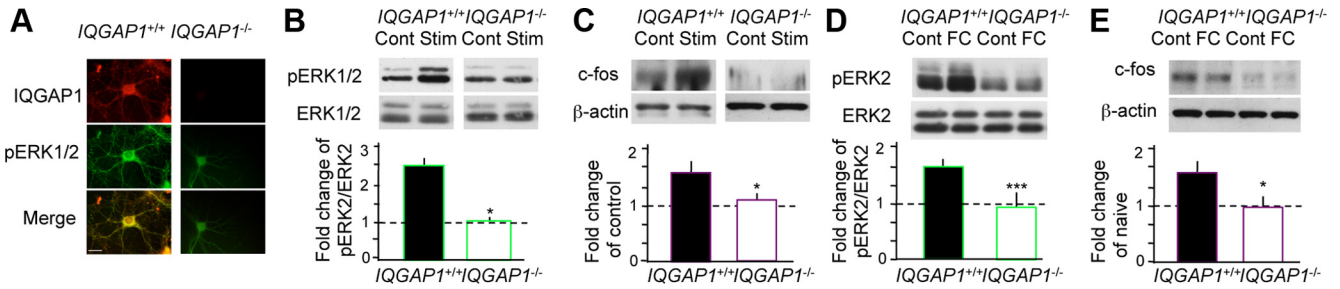 A
IQGAP1+/+ IQGAP1-/-
IQGAP1
pERK1/2
Merge
B
IQGAP1+/+ IQGAP1-/-
Cont Stim Cont Stim
pERK1/2
ERK1/2
Fold change of
pERK2/ERK2
3
2
1
0
*
IQGAP1+/+ IQGAP1-/-
C
IQGAP1+/+ IQGAP1-/-
Cont Stim Cont Stim
c-fos
β-actin
Fold change
of control
2
1
0
*
IQGAP1+/+ IQGAP1-/-
D
IQGAP1+/+ IQGAP1-/-
Cont FC Cont FC
pERK2
ERK2
Fold change of
pERK2/ERK2
2
1
0
***
IQGAP1+/+ IQGAP1-/-
E
IQGAP1+/+ IQGAP1-/-
Cont FC Cont FC
c-fos
β-actin
Fold change
of naive
2
1
0
*
IQGAP1+/+ IQGAP1-/-